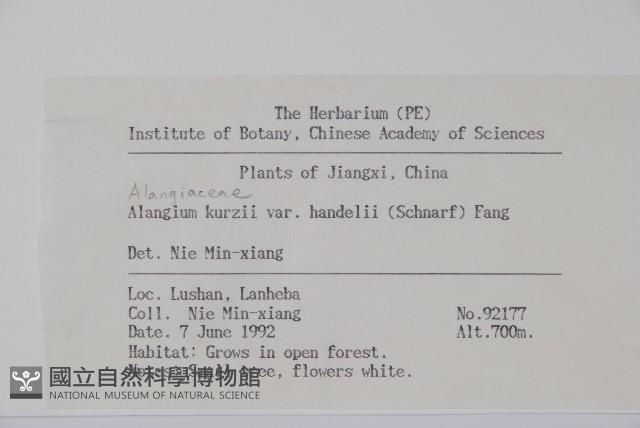 The Herbarium (PE)
Institute of Botany, Chinese Academy of Sciences
Plants of Jiangxi, China
Alangiaceae
Alangium kurzii var. handelii (Schnarf) Fang
Det. Nie Min-xiang
Loc. Lushan, Lanheba
Coll. Nie Min-xiang No.92177
Date. 7 June 1992 Alt.700m.
Habitat: Grows in open forest.
flowers white.
國立自然科學博物館
NATIONAL MUSEUM OF NATURAL SCIENCE